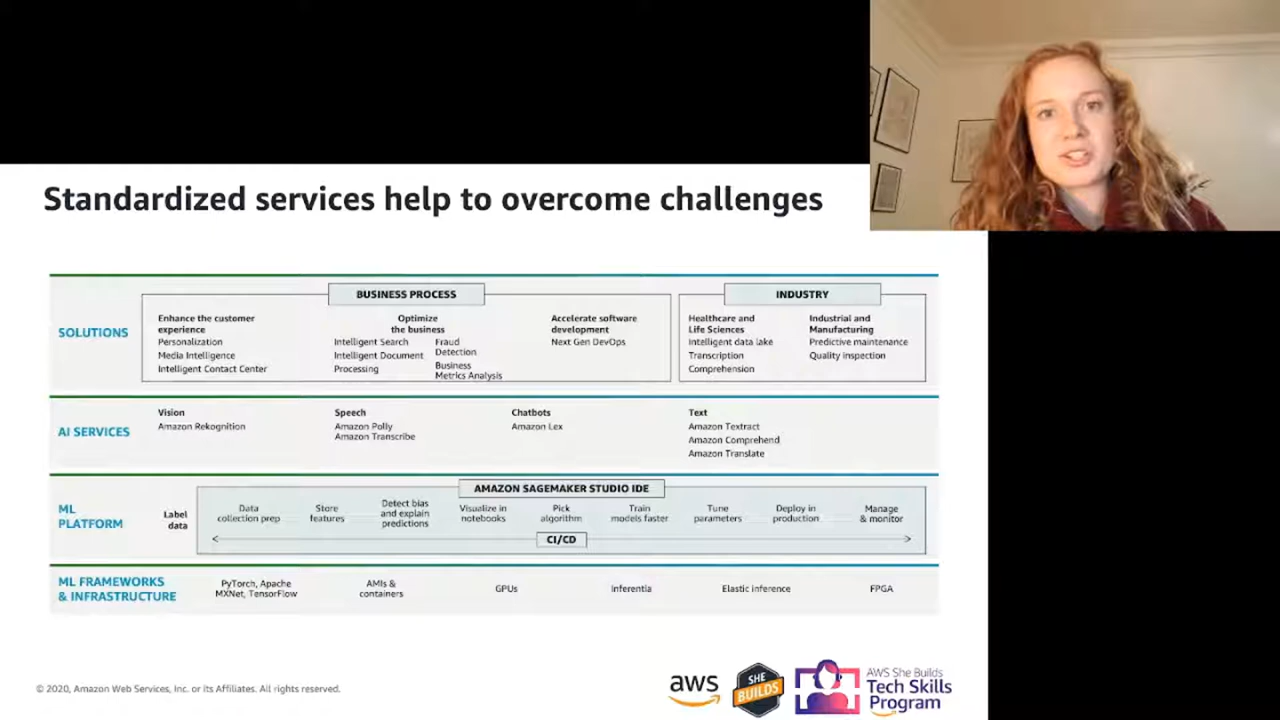 Standardized services help to overcome challenges
BUSINESS PROCESS
INDUSTRY
SOLUTIONS
Enhance the customer
experience
Personalization
Media Intelligence
Intelligent Contact Center
Optimize
the business
Intelligent Search
Intelligent Document
Processing
Fraud
Detection
Business
Metrics Analysis
Accelerate software
development
Next Gen DevOps
Healthcare and
Life Sciences
Intelligent data lake
Transcription
Comprehension
Industrial and
Manufacturing
Predictive maintenance
Quality inspection
AI SERVICES
Vision
Amazon Rekognition
Speech
Amazon Polly
Amazon Transcribe
Chatbots
Amazon Lex
Text
Amazon Textract
Amazon Comprehend
Amazon Translate
ML
PLATFORM
Label
data
AMAZON SAGEMAKER STUDIO IDE
Data
collection prep
Store
features
Detect bias
and explain
predictions
Visualize in
notebooks
Pick
algorithm
Train
models faster
Tune
parameters
Deploy in
production
Manage
& monitor
CI/CD
ML FRAMEWORKS
& INFRASTRUCTURE
PyTorch, Apache
MXNet, TensorFlow
AMIs &
containers
GPUs
Inferentia
Elastic inference
FPGA
© 2020, Amazon Web Services, Inc. or its Affiliates. All rights reserved.
aws
SHE
BUILDS
AWS She Builds
Tech Skills
Program